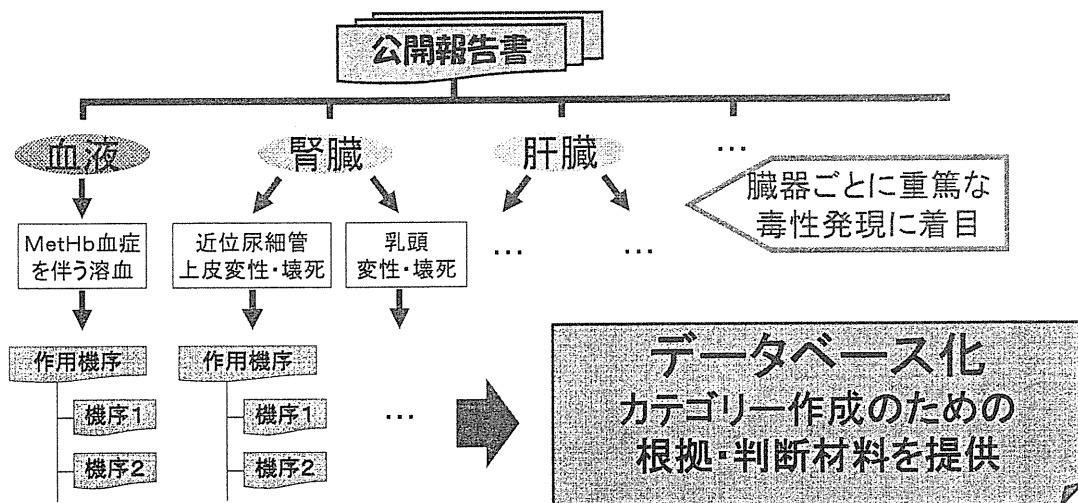 公開報告書
血液
腎臓
肝臓
…
臓器ごとに重篤な
毒性発現に着目
MetHb血症
を伴う溶血
近位尿細管
上皮変性・壊死
乳頭
変性・壊死
…
…
作用機序
機序1
機序2
作用機序
機序1
機序2
…
データベース化
カテゴリー作成のための
根拠・判断材料を提供